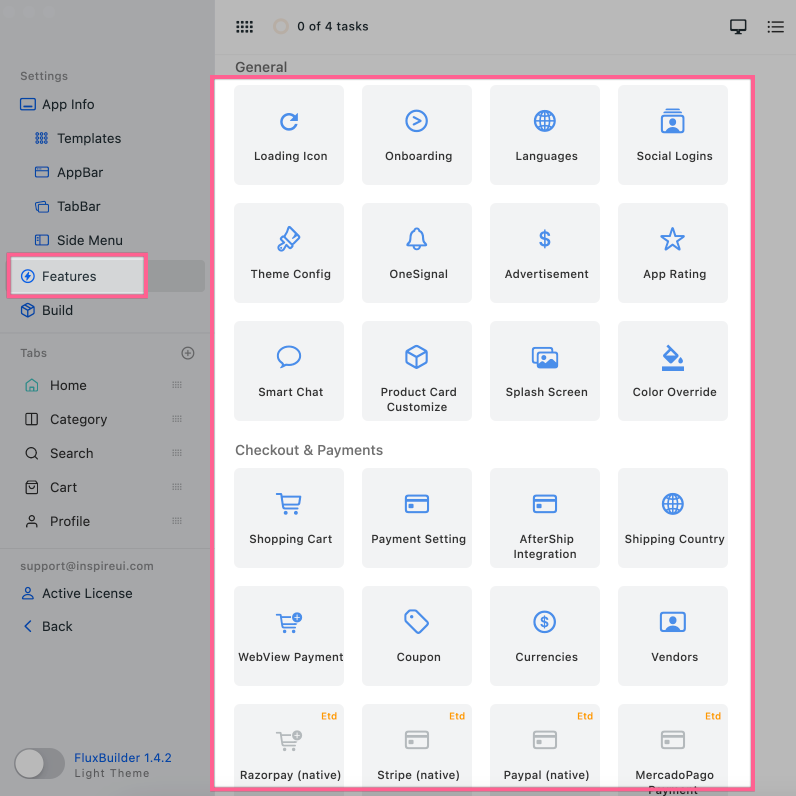 0 of 4 tasks
Settings
App Info
Templates
AppBar
TabBar
Side Menu
Features
Build
Tabs
Home
Category
Search
Cart
Profile
support@inspireui.com
Active License
Back
FluxBuilder 1.4.2
Light Theme
General
Loading Icon
Onboarding
Languages
Social Logins
Theme Config
OneSignal
Advertisement
App Rating
Smart Chat
Product Card
Customize
Splash Screen
Color Override
Checkout & Payments
Shopping Cart
Payment Setting
AfterShip
Integration
Shipping Country
WebView Payment
Coupon
Currencies
Vendors
Etd
Razorpay (native)
Etd
Stripe (native)
Etd
Paypal (native)
Etd
MercadoPago
Payment